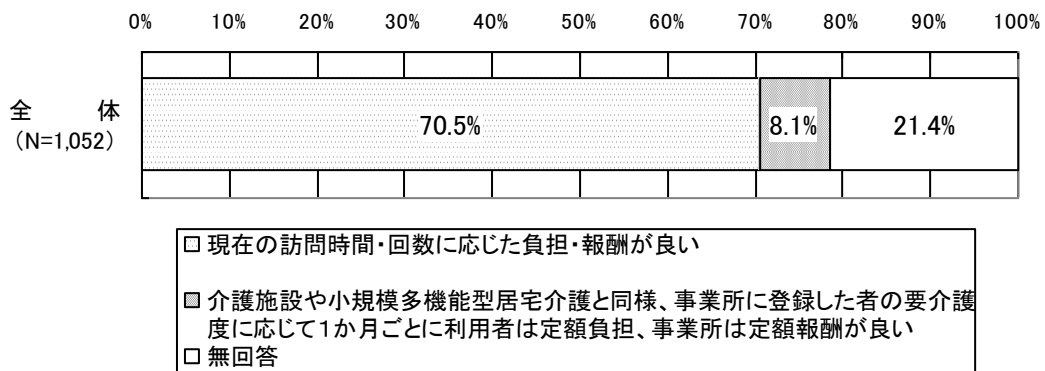 0% 10% 20% 30% 40% 50% 60% 70% 80% 90% 100%
全 体
（N=1,052）
70.5% 8.1% 21.4%
現在の訪問時間・回数に応じた負担・報酬が良い
介護施設や小規模多機能型居宅介護と同様、事業所に登録した者の要介護
度に応じて１か月ごとに利用者は定額負担、事業所は定額報酬が良い
無回答